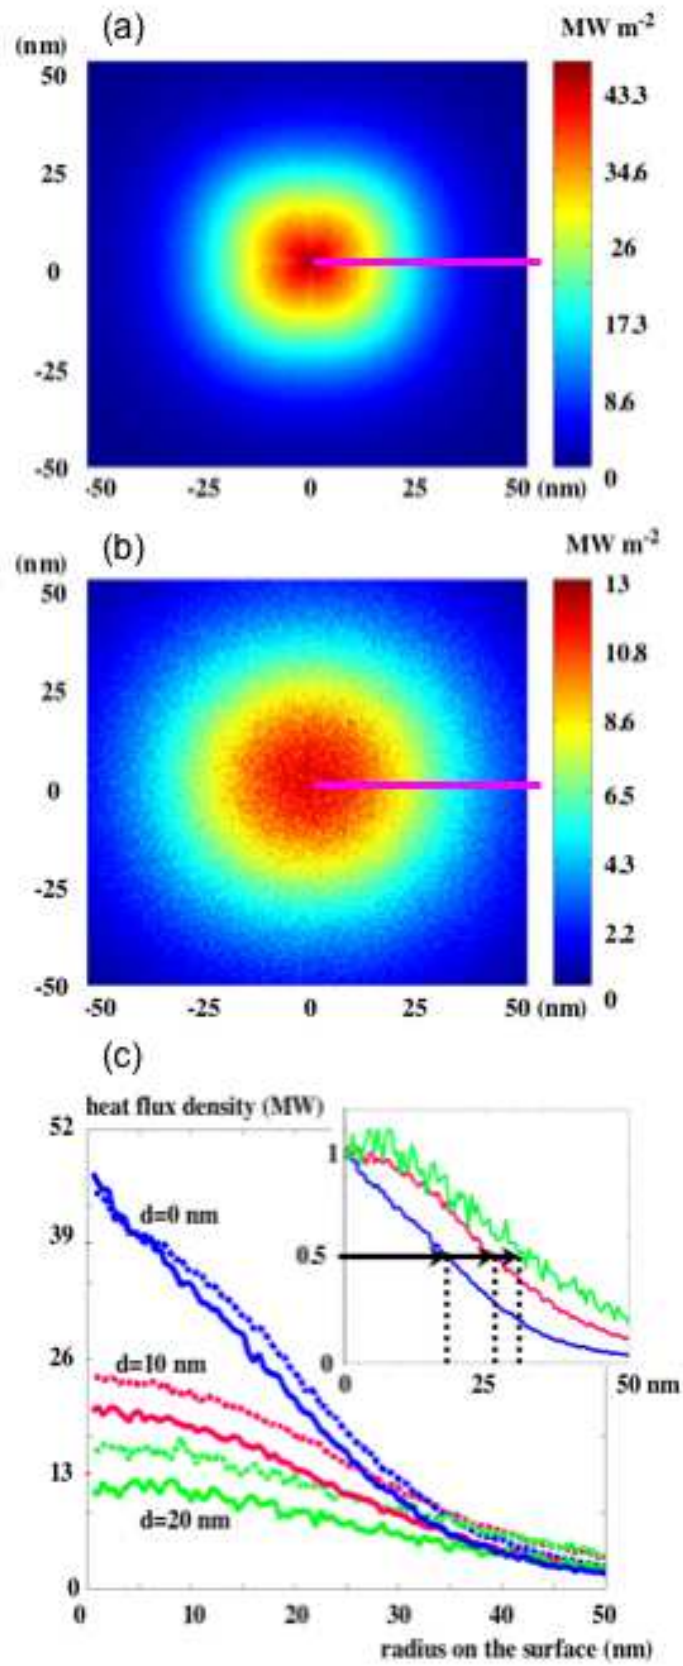 (a)
MW m-2
(nm)
50
25
0
-25
-50
-50 -25 0 25 50 (nm)
43.3
34.6
26
17.3
8.6
0
(b)
MW m-2
(nm)
50
25
0
-25
-50
-50 -25 0 25 50 (nm)
13
10.8
8.6
6.5
4.3
2.2
0
(c)
heat flux density (MW)
52
39
26
13
0
d=0 nm
d=10 nm
d=20 nm
1
0.5
0
0 25 50 nm
0 10 20 30 40 50
radius on the surface (nm)